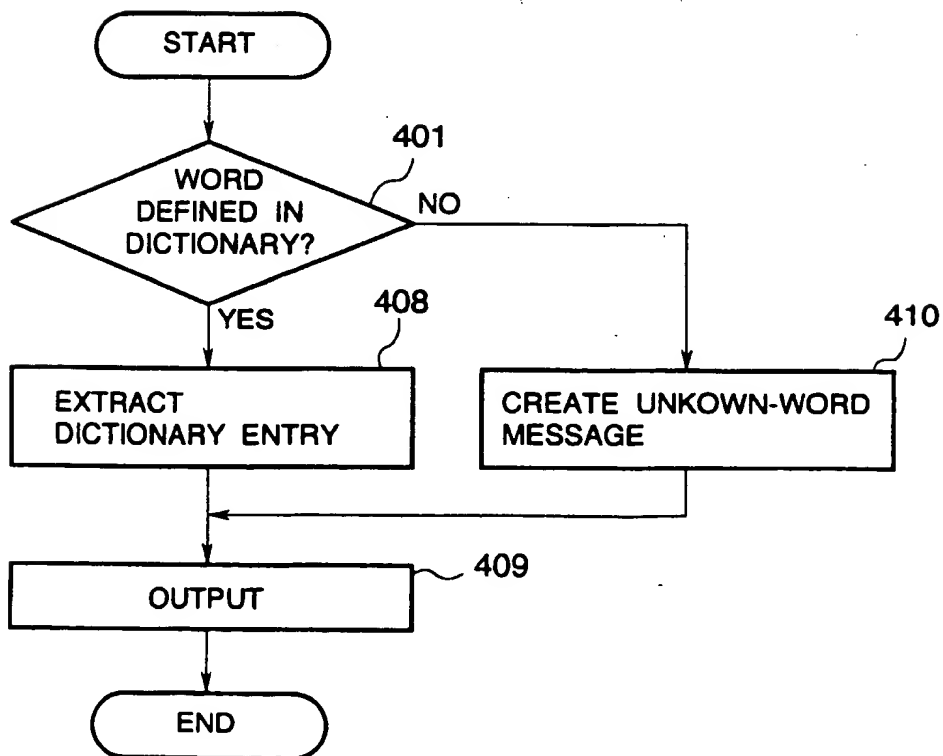 START
401
WORD
DEFINED IN
DICTIONARY?
NO
YES
408
410
EXTRACT
DICTIONARY ENTRY
CREATE UNKOWN-WORD
MESSAGE
409
OUTPUT
END